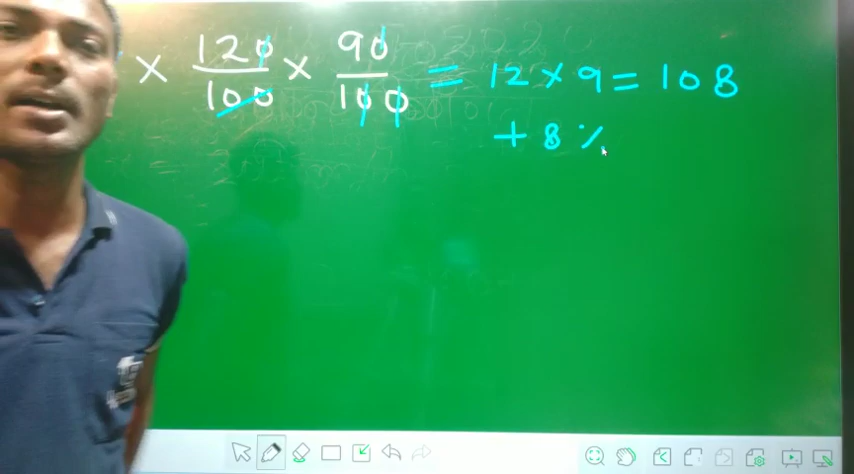 × 120/100 × 90/100 = 12 × 9 = 108
+ 8 %